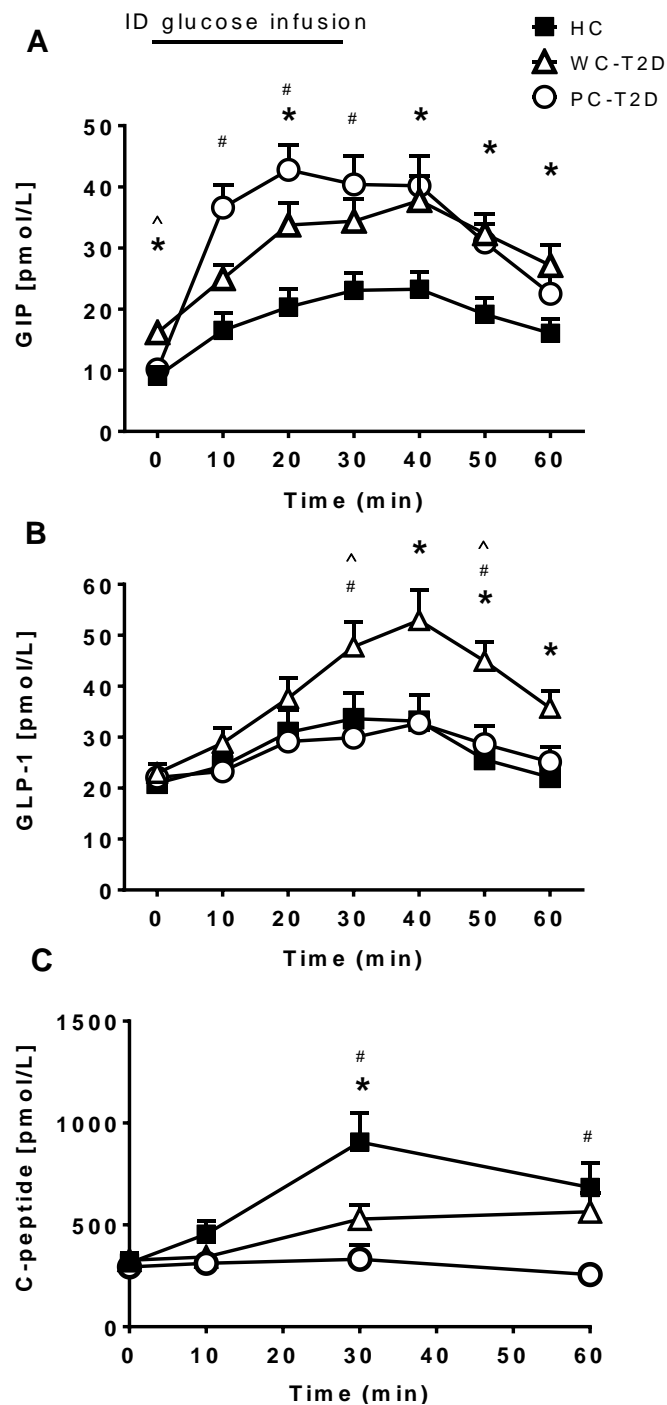 ID glucose infusion
HC
WC-T2D
PC-T2D
A
^
*
#
#
*
#
*
*
*
GIP [pmol/L]
50
40
30
20
10
0
0 10 20 30 40 50 60
Time (min)
B
^
#
*
^
#
*
*
GLP-1 [pmol/L]
60
50
40
30
20
10
0
0 10 20 30 40 50 60
Time (min)
C
#
*
#
C-peptide [pmol/L]
1500
1000
500
0
0 10 20 30 40 50 60
Time (min)